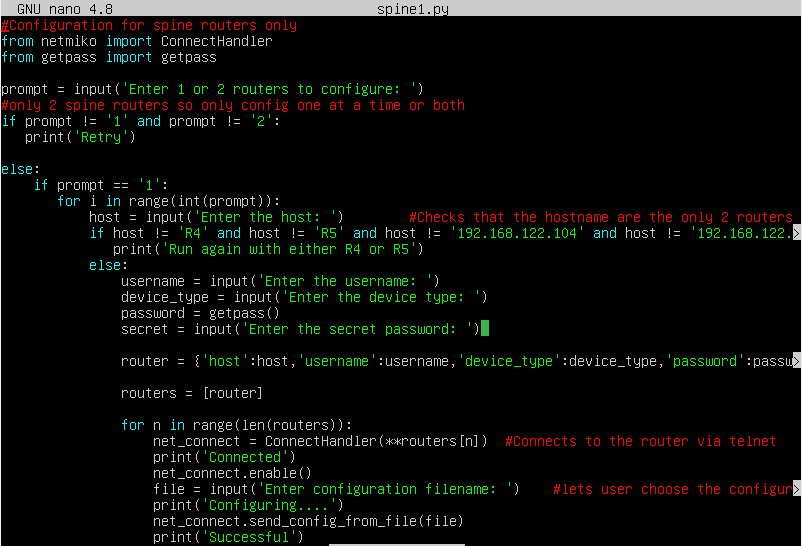 GNU nano 4.8 spine1.py
#Configuration for spine routers only
from netmiko import ConnectHandler
from getpass import getpass
prompt = input('Enter 1 or 2 routers to configure: ')
#only 2 spine routers so only config one at a time or both
if prompt != '1' and prompt != '2':
   print('Retry')
else:
    if prompt == '1':
       for i in range(int(prompt)):
           host = input('Enter the host: ')        #Checks that the hostname are the only 2 routers
           if host != 'R4' and host != 'R5' and host != '192.168.122.104' and host != '192.168.122.>
              print('Run again with either R4 or R5')
           else:
               username = input('Enter the username: ')
               device_type = input('Enter the device type: ')
               password = getpass()
               secret = input('Enter the secret password: ')
               router = {'host':host,'username':username,'device_type':device_type,'password':passw>
               routers = [router]
               for n in range(len(routers)):
                   net_connect = ConnectHandler(**routers[n])  #Connects to the router via telnet
                   print('Connected')
                   net_connect.enable()
                   file = input('Enter configuration filename: ')    #lets user choose the configur>
                   print('Configuring....')
                   net_connect.send_config_from_file(file)
                   print('Successful')